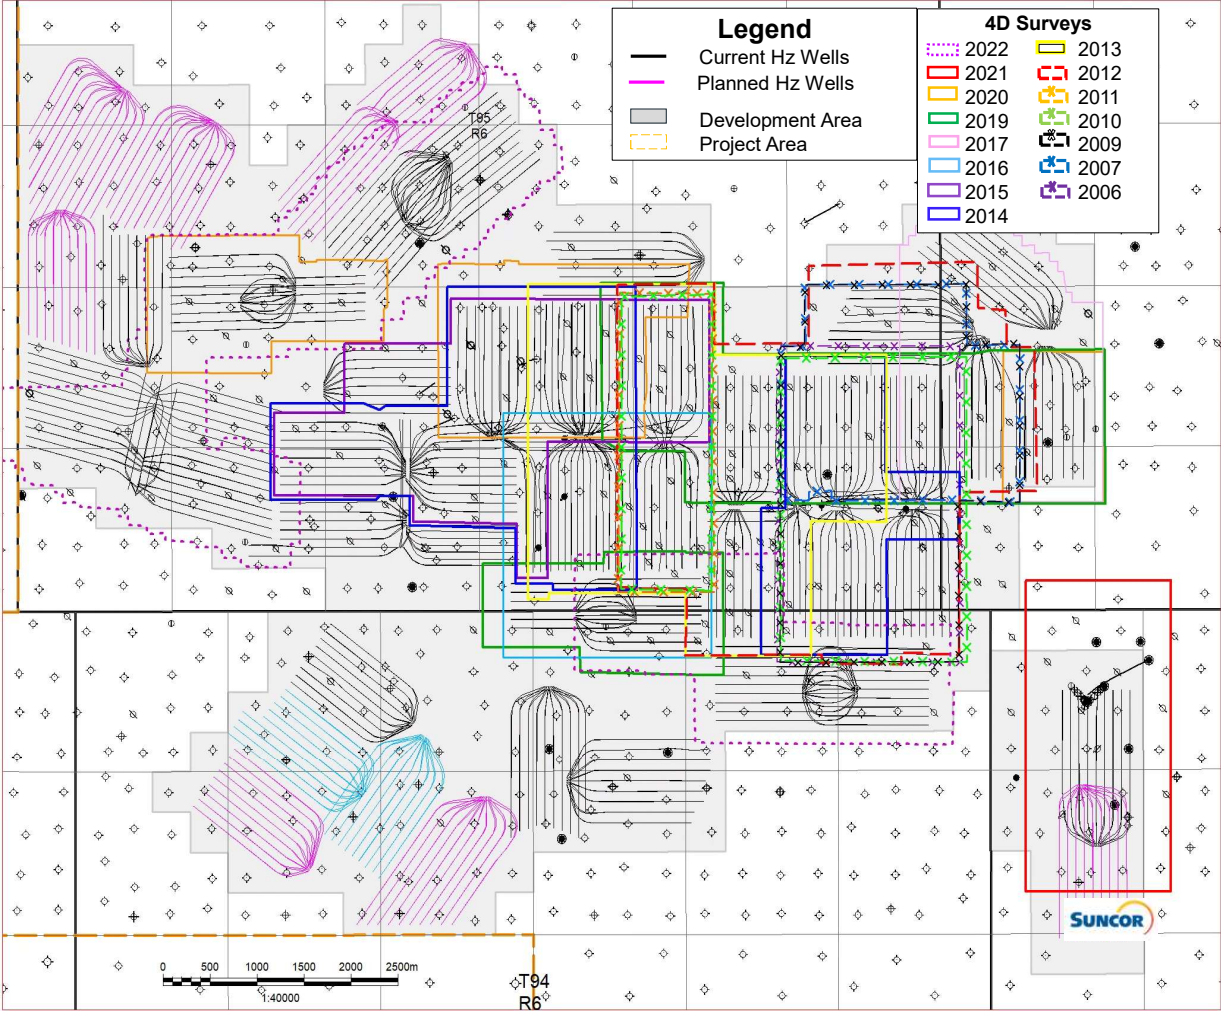 Legend
Current Hz Wells
Planned Hz Wells
Development Area
Project Area
4D Surveys
2022
2021
2020
2019
2017
2016
2015
2014
2013
2012
2011
2010
2009
2007
2006
T95
R6
SUNCOR
0 500 1000 1500 2000 2500m
1:40000
T94
R6